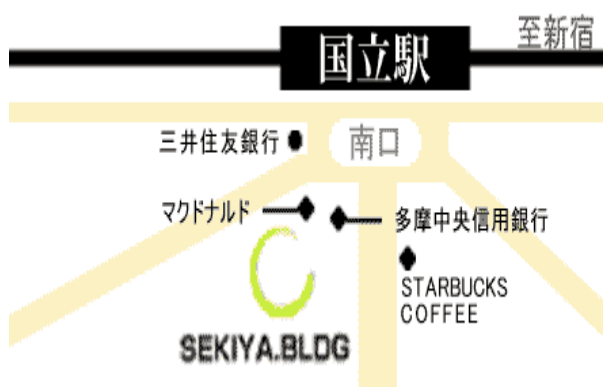 至新宿
国立駅
三井住友銀行
南口
マクドナルド
多摩中央信用銀行
STARBUCKS
COFFEE
SEKIYA.BLDG